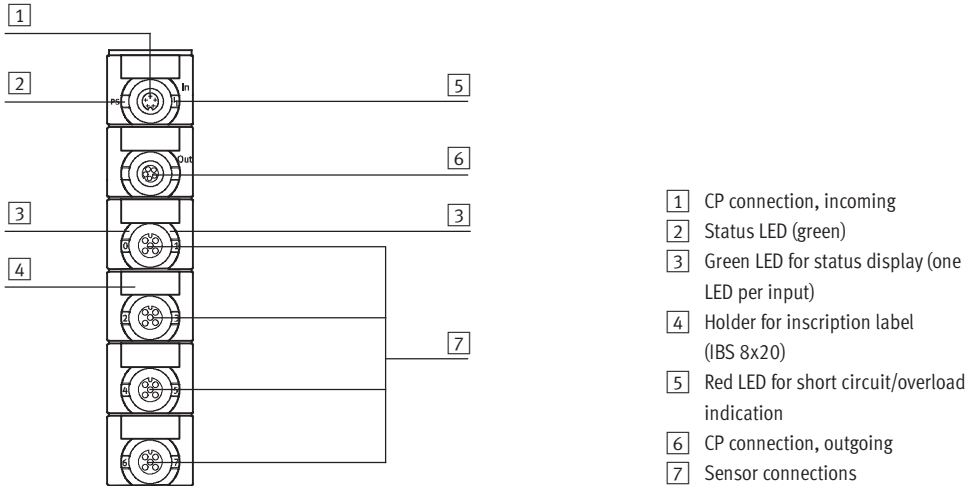 1
2
In
PS
5
Out
6
3
0
1
3
4
2
3
7
4
5
6
7
1 CP connection, incoming
2 Status LED (green)
3 Green LED for status display (one
LED per input)
4 Holder for inscription label
(IBS 8x20)
5 Red LED for short circuit/overload
indication
6 CP connection, outgoing
7 Sensor connections